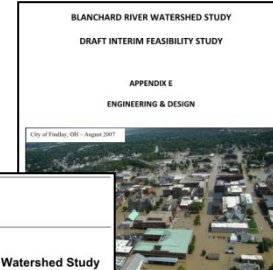 BLANCHARD RIVER WATERSHED STUDY
DRAFT INTERIM FEASIBILITY STUDY
APPENDIX E
ENGINEERING & DESIGN
City of Findlay, OH – August 2007
Watershed Study